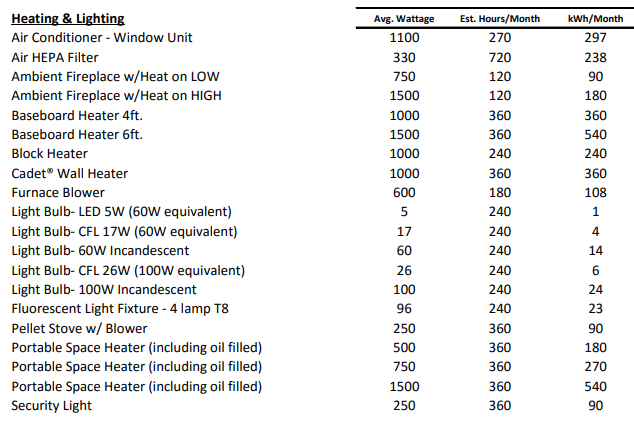 Heating & Lighting Avg. Wattage Est. Hours/Month kWh/Month
Air Conditioner - Window Unit 1100 270 297
Air HEPA Filter 330 720 238
Ambient Fireplace w/Heat on LOW 750 120 90
Ambient Fireplace w/Heat on HIGH 1500 120 180
Baseboard Heater 4ft. 1000 360 360
Baseboard Heater 6ft. 1500 360 540
Block Heater 1000 240 240
Cadet® Wall Heater 1000 360 360
Furnace Blower 600 180 108
Light Bulb- LED 5W (60W equivalent) 5 240 1
Light Bulb- CFL 17W (60W equivalent) 17 240 4
Light Bulb- 60W Incandescent 60 240 14
Light Bulb- CFL 26W (100W equivalent) 26 240 6
Light Bulb- 100W Incandescent 100 240 24
Fluorescent Light Fixture - 4 lamp T8 96 240 23
Pellet Stove w/ Blower 250 360 90
Portable Space Heater (including oil filled) 500 360 180
Portable Space Heater (including oil filled) 750 360 270
Portable Space Heater (including oil filled) 1500 360 540
Security Light 250 360 90